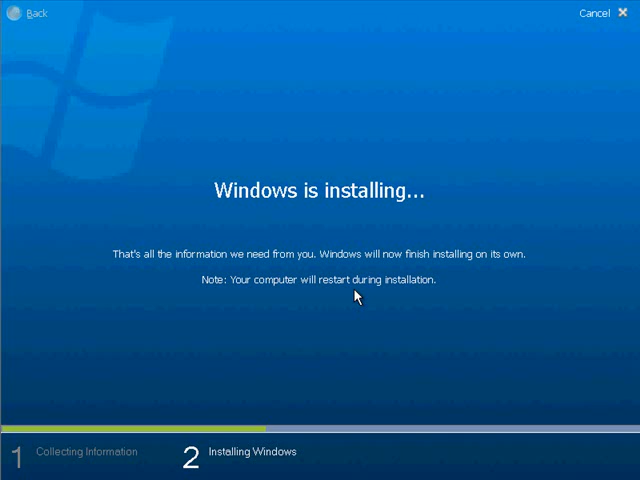 Back
Cancel
Windows is installing...
That's all the information we need from you. Windows will now finish installing on its own.
Note: Your computer will restart during installation.
1 Collecting Information
2 Installing Windows